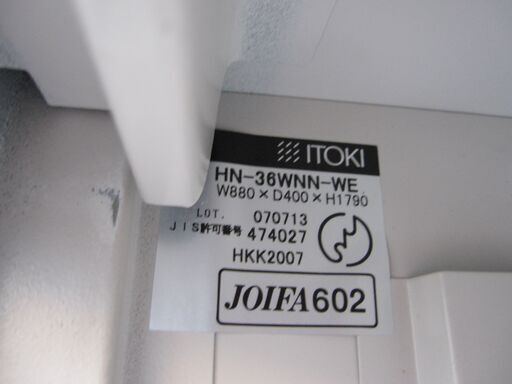 ITOKI
HN-36WNN-WE
W880×D400×H1790
LOT. 070713
JIS許可番号 474027
HKK2007
JOIFA602